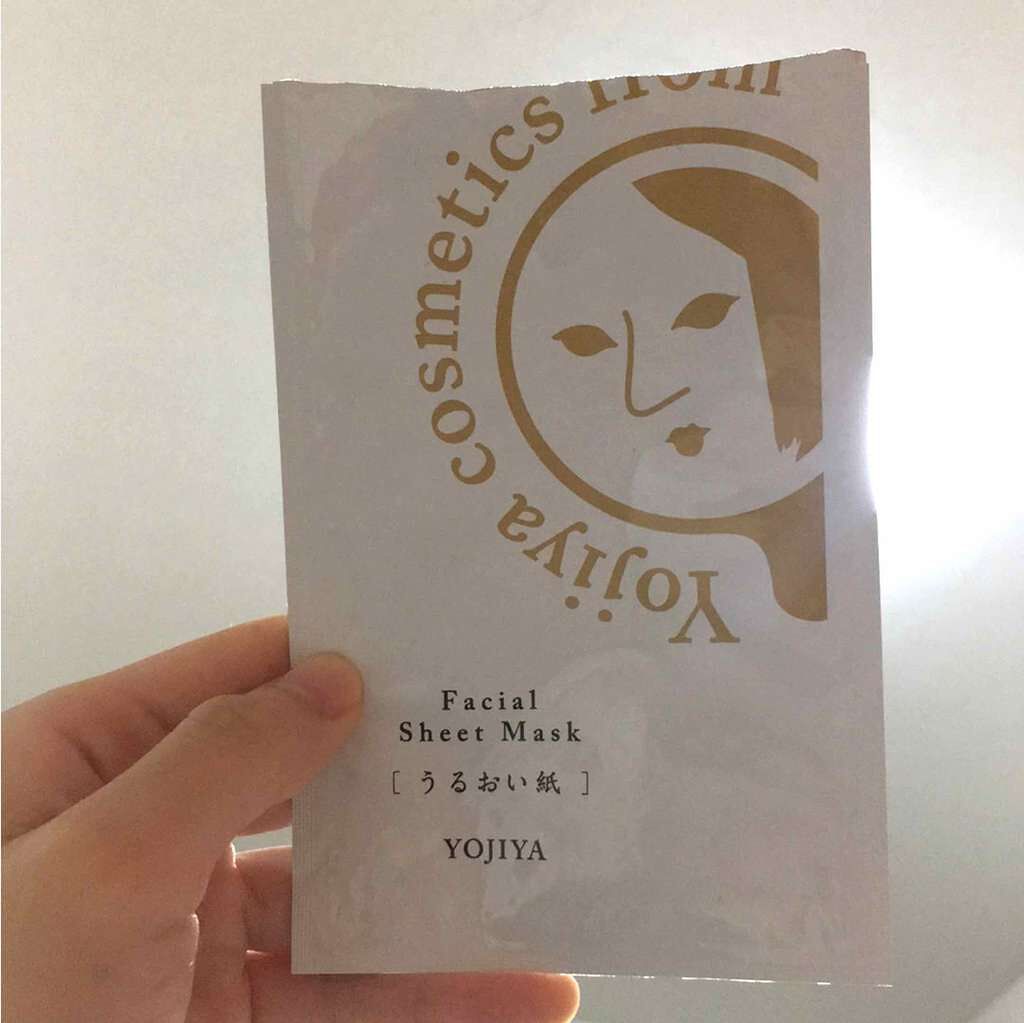 Yojiya cosmetics from
Facial
Sheet Mask
[ うるおい紙 ]
YOJIYA